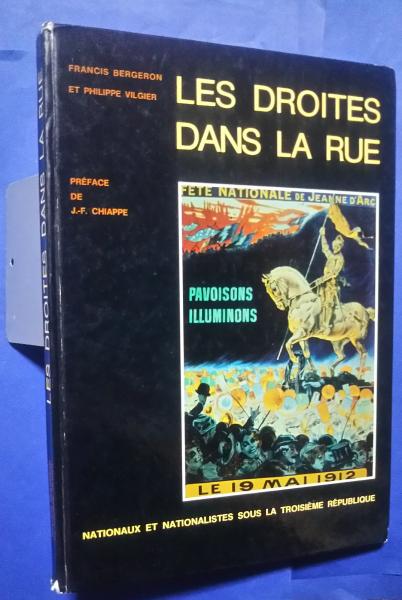 FRANCIS BERGERON
ET PHILIPPE VILGIER
LES DROITES
DANS LA RUE
PRÉFACE
DE
J.-F. CHIAPPE
FÊTE NATIONALE DE JEANNE D'ARC
PAVOISONS
ILLUMINONS
LE 19 MAI 1912
NATIONAUX ET NATIONALISTES SOUS LA TROISIÈME RÉPUBLIQUE
LES DROITES DANS LA RUE